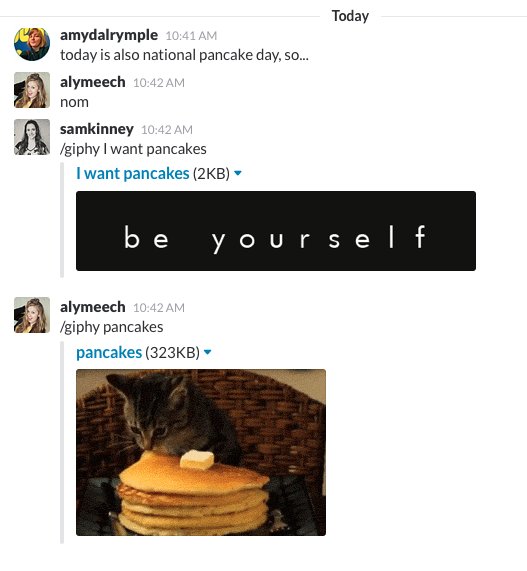 Today
amydalrymple 10:41 AM
today is also national pancake day, so...
alymeech 10:42 AM
nom
samkinney 10:42 AM
/giphy I want pancakes
I want pancakes (2KB)
be yourself
alymeech 10:42 AM
/giphy pancakes
pancakes (323KB)